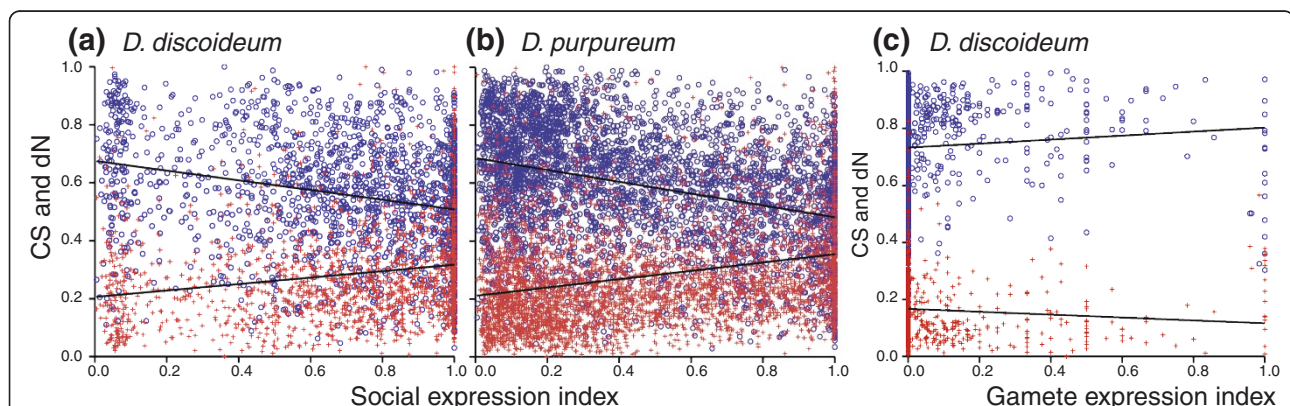 (a) D. discoideum
(b) D. purpureum
(c) D. discoideum
CS and dN
1.0
0.8
0.6
0.4
0.2
0.0
0.0 0.2 0.4 0.6 0.8 1.0
0.0 0.2 0.4 0.6 0.8 1.0
Social expression index
CS and dN
1.0
0.8
0.6
0.4
0.2
0.0
0.0 0.2 0.4 0.6 0.8 1.0
Gamete expression index